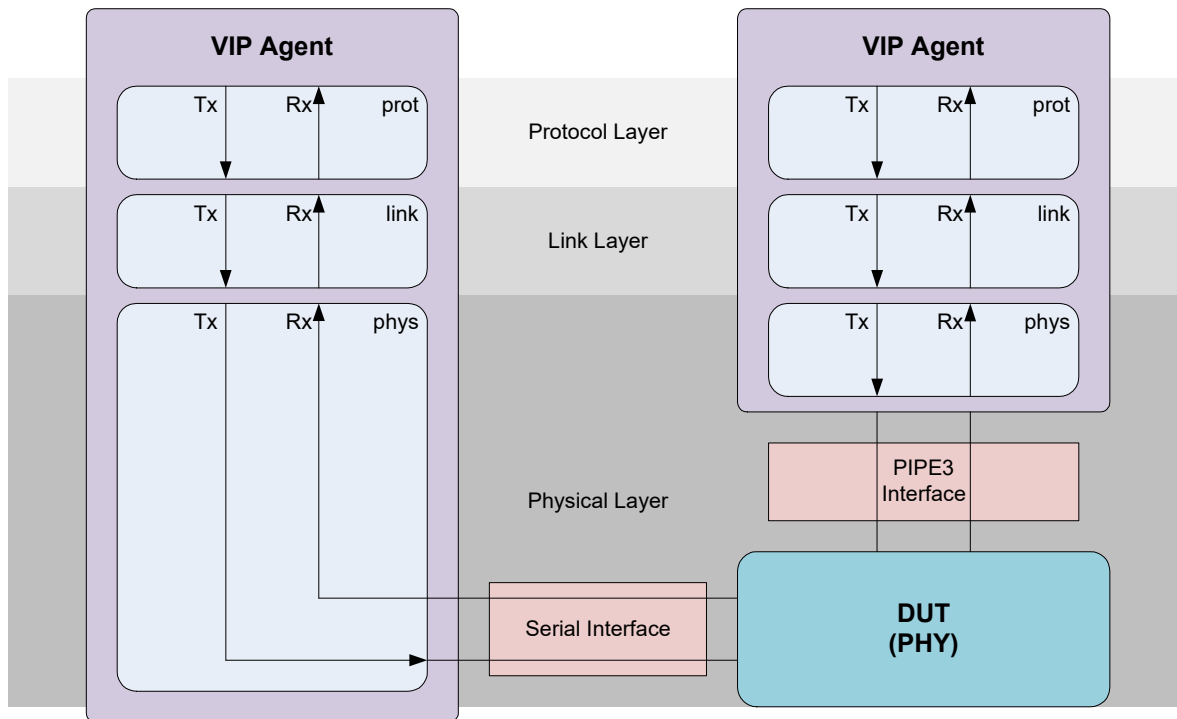 VIP Agent
VIP Agent
Tx Rx prot
Protocol Layer
Tx Rx prot
Tx Rx link
Link Layer
Tx Rx link
Tx Rx phys
Tx Rx phys
PIPE3
Interface
Physical Layer
Serial Interface
DUT
(PHY)